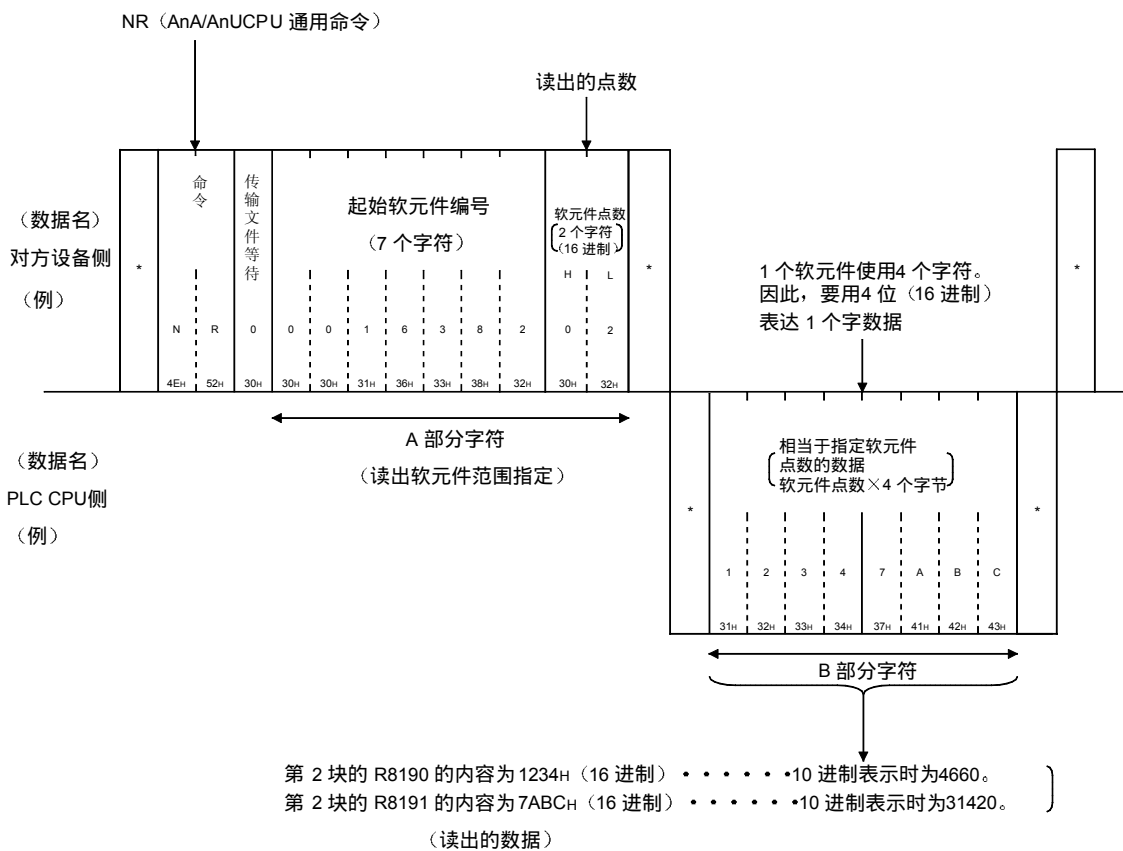 NR（AnA/AnUCPU 通用命令）
读出的点数
（数据名）
对方设备侧
（例）
*
命令
传输文件等待
起始软元件编号
（7 个字符）
软元件点数
2 个字符
（16 进制）
H L
*
*
N R 0 0 0 1 6 3 8 2 0 2
4EH 52H 30H 30H 30H 31H 36H 33H 38H 32H 30H 32H
1 个软元件使用4 个字符。
因此，要用4 位（16 进制）
表达 1 个字数据
A 部分字符
（读出软元件范围指定）
（数据名）
PLC CPU侧
（例）
*
相当于指定软元件
点数的数据
软元件点数×4 个字节
*
1 2 3 4 7 A B C
31H 32H 33H 34H 37H 41H 42H 43H
B 部分字符
第 2 块的 R8190 的内容为1234H（16 进制）• • • • • •10 进制表示时为4660。
第 2 块的 R8191 的内容为7ABCH（16 进制）• • • • • •10 进制表示时为31420。
（读出的数据）